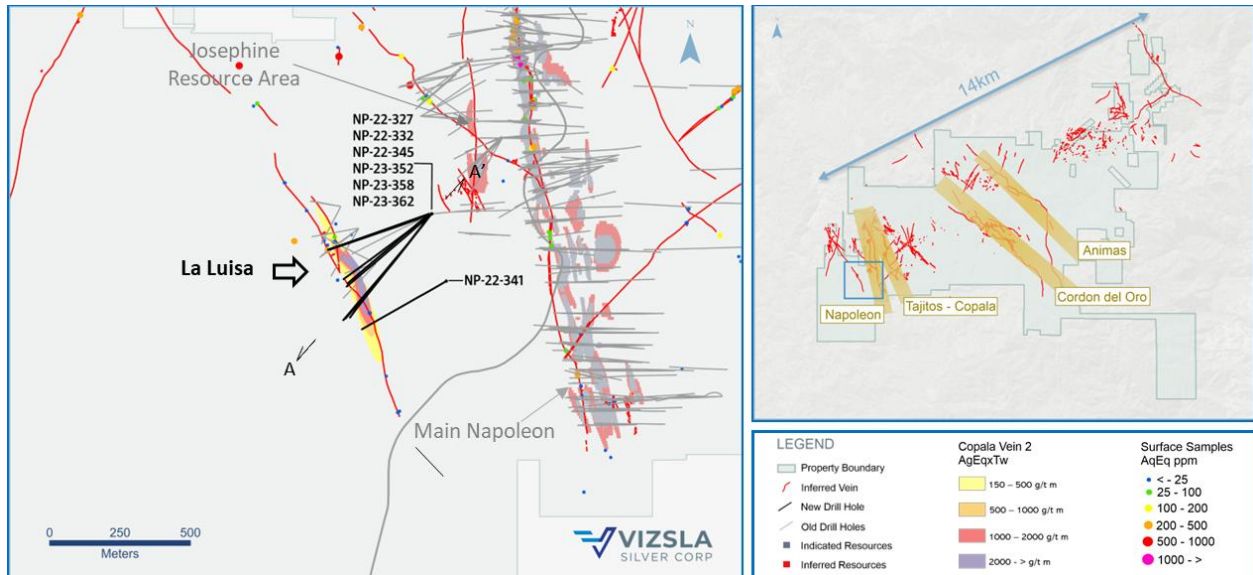 Josephine
Resource Area
NP-22-327
NP-22-332
NP-22-345
NP-23-352
NP-23-358
NP-23-362
A'
N
La Luisa
NP-22-341
A
Main Napoleon
0 250 500
Meters
VIZSLA
SILVER CORP
14km
Animas
Cordon del Oro
Napoleon
Tajitos - Copala
LEGEND
Property Boundary
Inferred Vein
New Drill Hole
Old Drill Holes
Indicated Resources
Inferred Resources
Copala Vein 2
AgEqxTw
150 – 500 g/t m
500 – 1000 g/t m
1000 – 2000 g/t m
2000 - > g/t m
Surface Samples
AqEq ppm
< - 25
25 - 100
100 - 200
200 - 500
500 - 1000
1000 - >